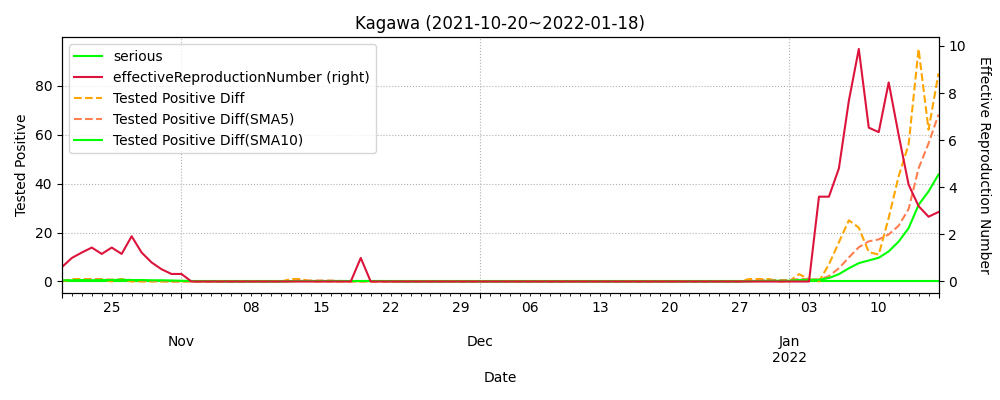 Kagawa (2021-10-20~2022-01-18)
serious
effectiveReproductionNumber (right)
Tested Positive Diff
Tested Positive Diff(SMA5)
Tested Positive Diff(SMA10)
Tested Positive
80
60
40
20
0
10
8
6
4
2
0
Effective Reproduction Number
25 08 15 22 29 06 13 20 27 03 10
Nov Dec Jan
2022
Date